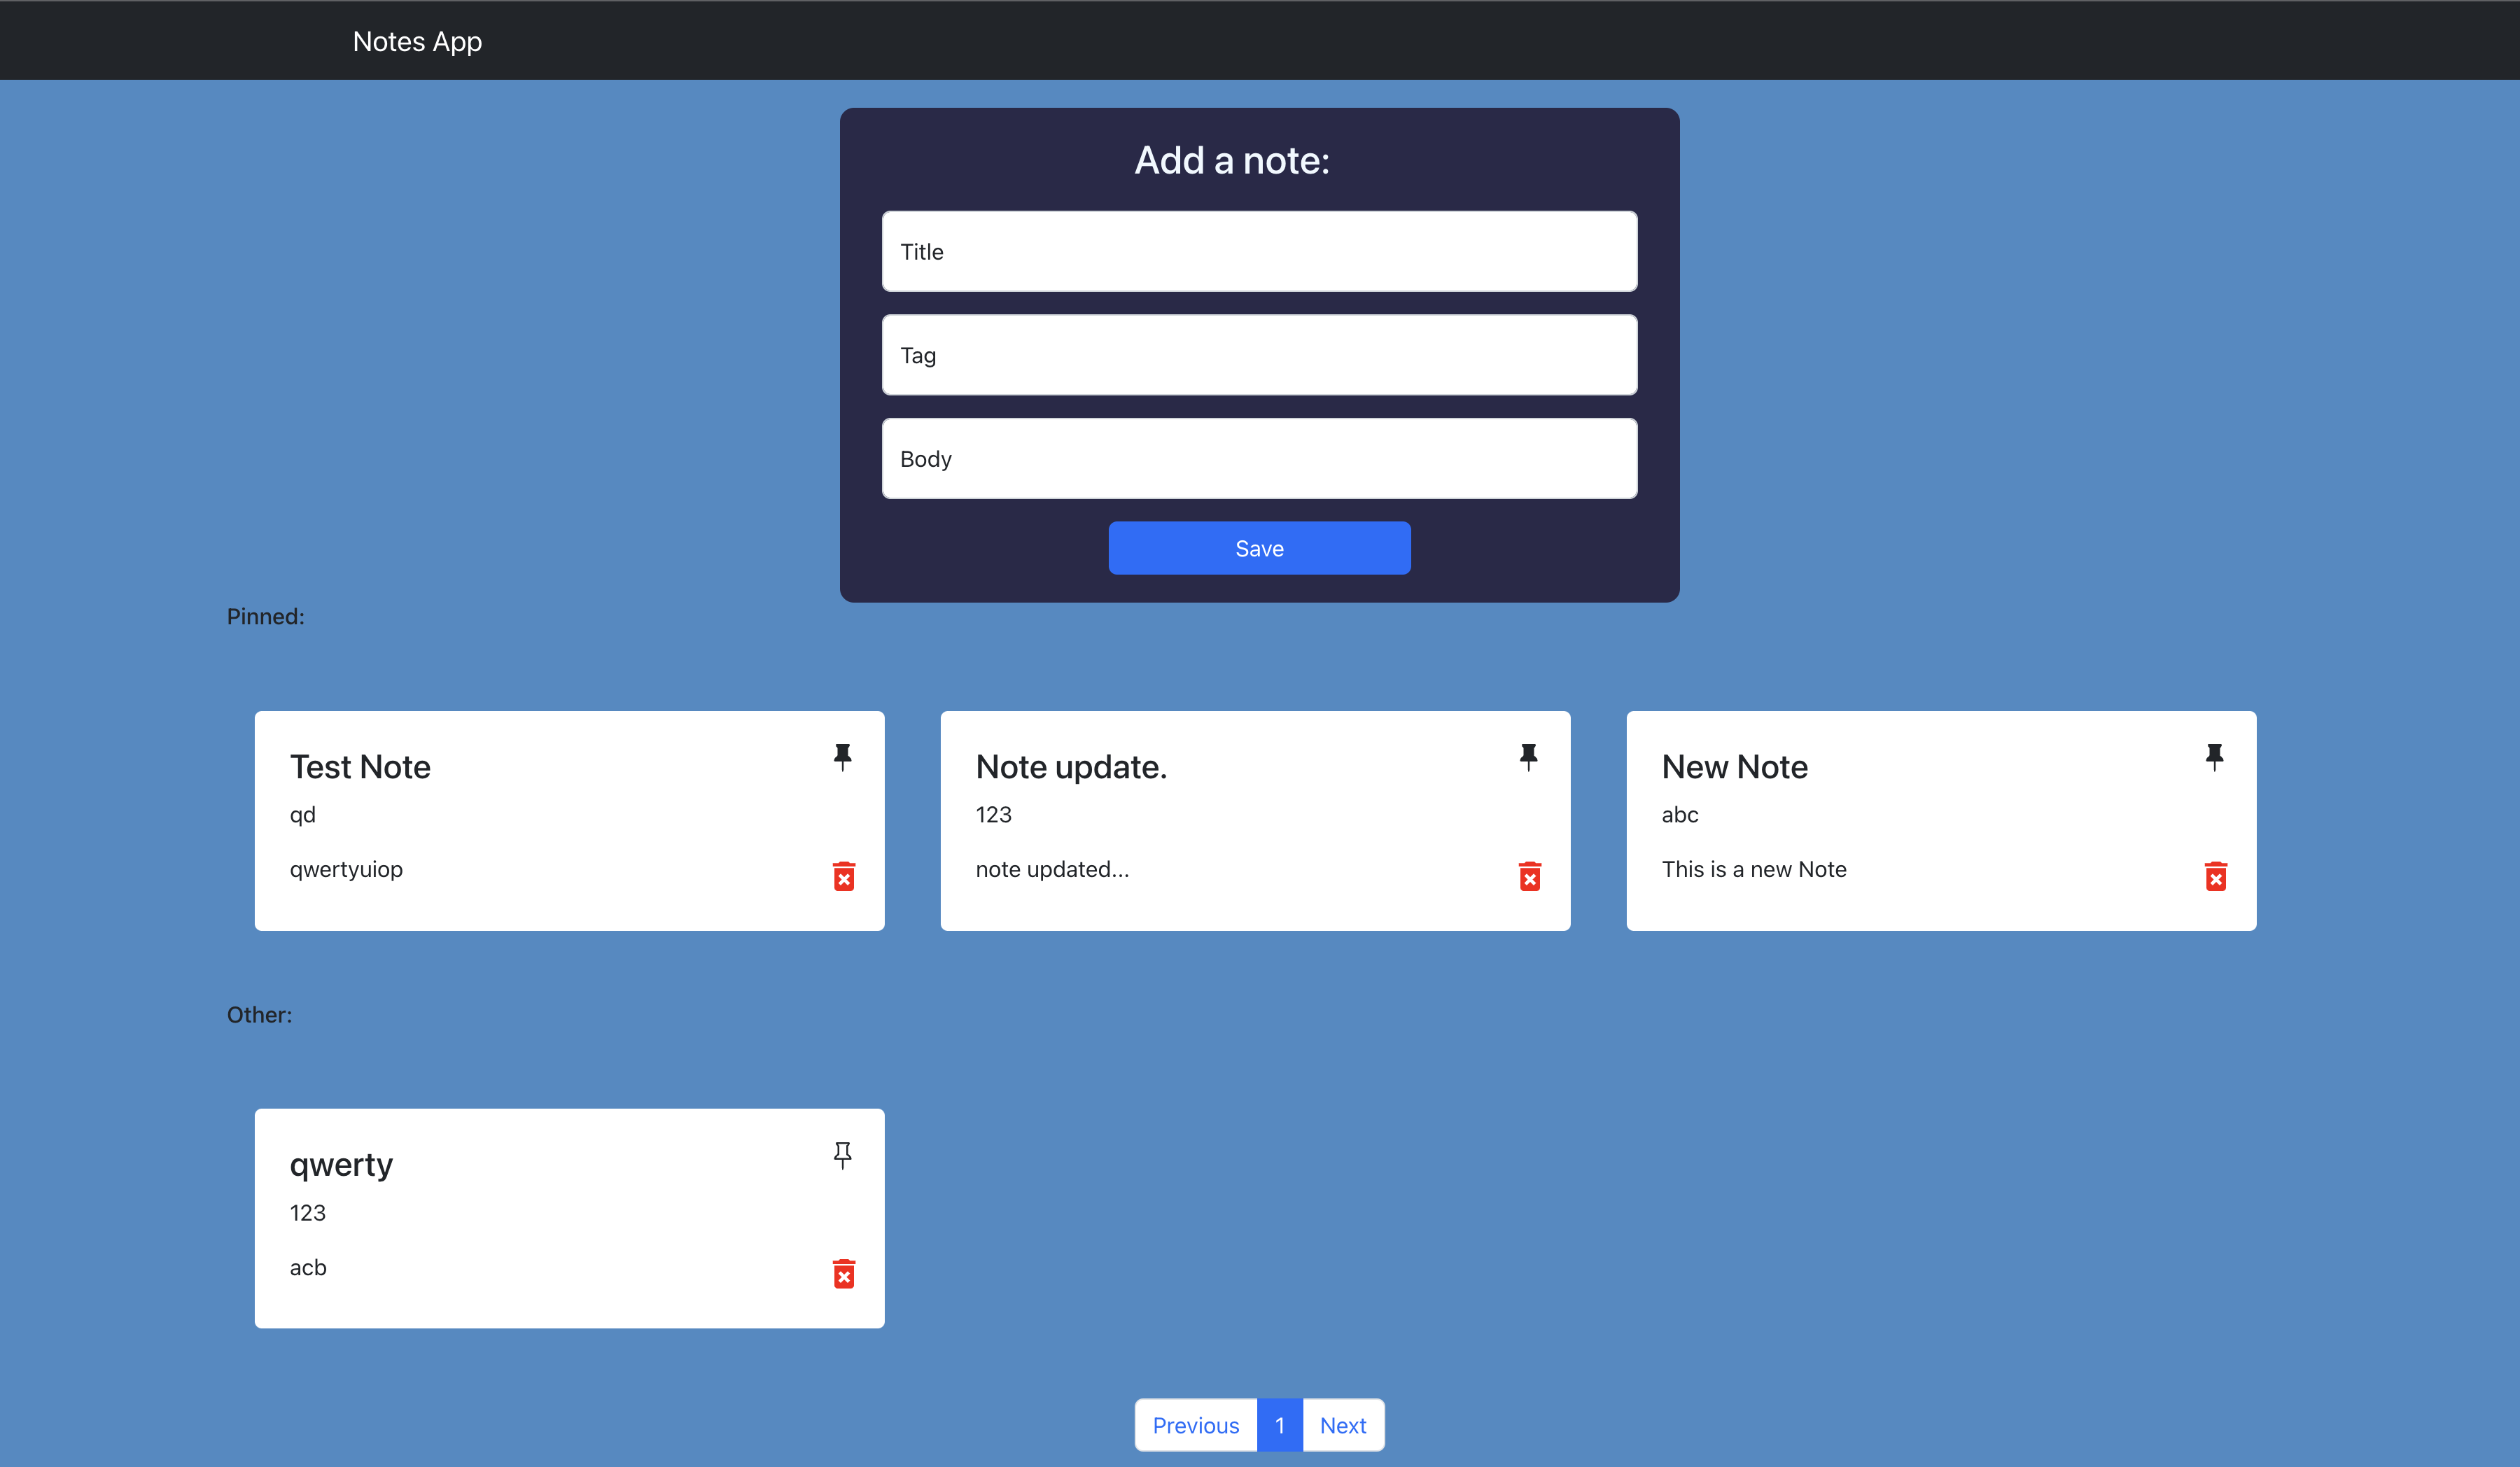 Notes App
Add a note:
Title
Tag
Body
Save
Pinned:
Test Note
qd
qwertyuiop
Note update.
123
note updated...
New Note
abc
This is a new Note
Other:
qwerty
123
acb
Previous 1 Next